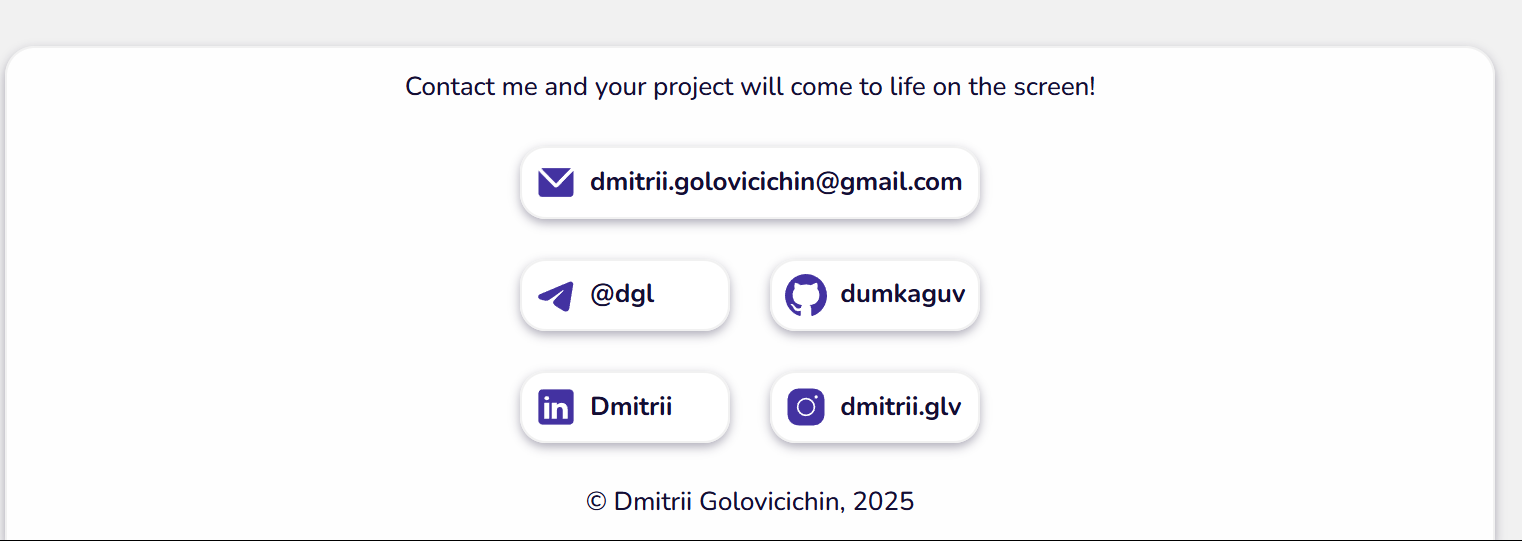 Contact me and your project will come to life on the screen!
dmitrii.golovicichin@gmail.com
@dgl
dumkaguv
in Dmitrii
dmitrii.glv
© Dmitrii Golovicichin, 2025